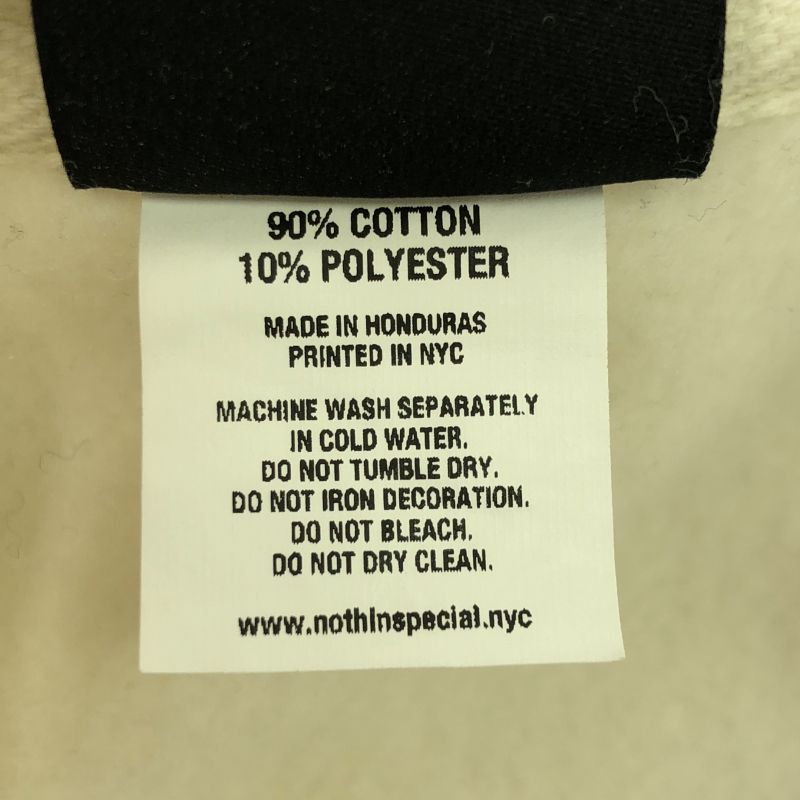 90% COTTON
10% POLYESTER
MADE IN HONDURAS
PRINTED IN NYC
MACHINE WASH SEPARATELY
IN COLD WATER.
DO NOT TUMBLE DRY.
DO NOT IRON DECORATION.
DO NOT BLEACH.
DO NOT DRY CLEAN.
www.nothinspecial.nyc